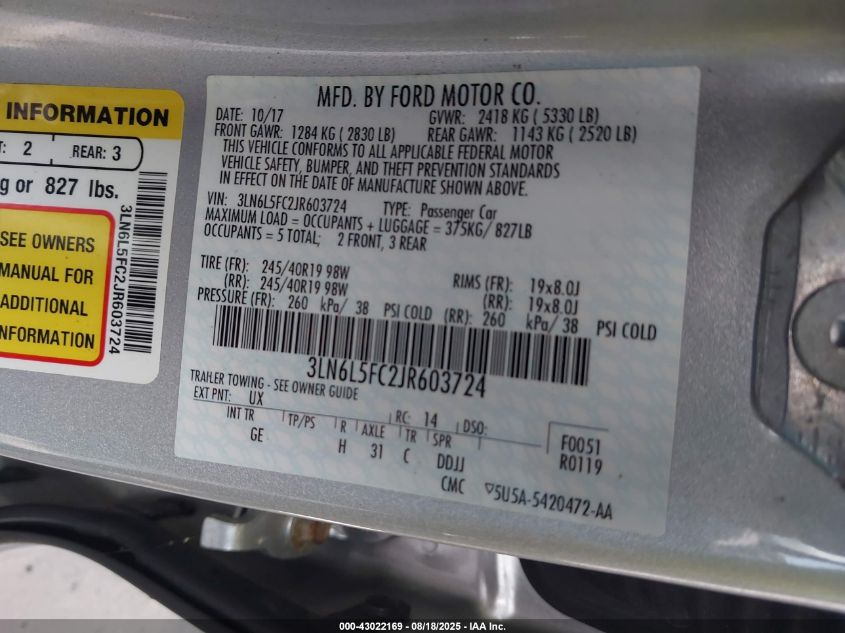 INFORMATION
2 REAR: 3
g or 827 lbs.
SEE OWNERS
MANUAL FOR
ADDITIONAL
INFORMATION
3LN6L5FC2JR603724
MFD. BY FORD MOTOR CO.
DATE: 10/17 GVWR: 2418 KG ( 5330 LB)
FRONT GAWR: 1284 KG ( 2830 LB) REAR GAWR: 1143 KG ( 2520 LB)
THIS VEHICLE CONFORMS TO ALL APPLICABLE FEDERAL MOTOR
VEHICLE SAFETY, BUMPER, AND THEFT PREVENTION STANDARDS
IN EFFECT ON THE DATE OF MANUFACTURE SHOWN ABOVE.
VIN: 3LN6L5FC2JR603724 TYPE: Passenger Car
MAXIMUM LOAD = OCCUPANTS + LUGGAGE = 375KG/ 827LB
OCCUPANTS = 5 TOTAL; 2 FRONT, 3 REAR
TIRE (FR): 245/40R19 98W RIMS (FR): 19x8.0J
(RR): 245/40R19 98W (RR): 19x8.0J
PRESSURE (FR): 260 kPa/ 38 PSI COLD (RR): 260 kPa/ 38 PSI COLD
3LN6L5FC2JR603724
TRAILER TOWING - SEE OWNER GUIDE
EXT PNT: UX RC: 14 DSO:
INT TR TP/PS R AXLE TR SPR F0051
GE H 31 C DDJJ R0119
CMC 5U5A-5420472-AA
000-43022169 - 08/18/2025 - IAA Inc.